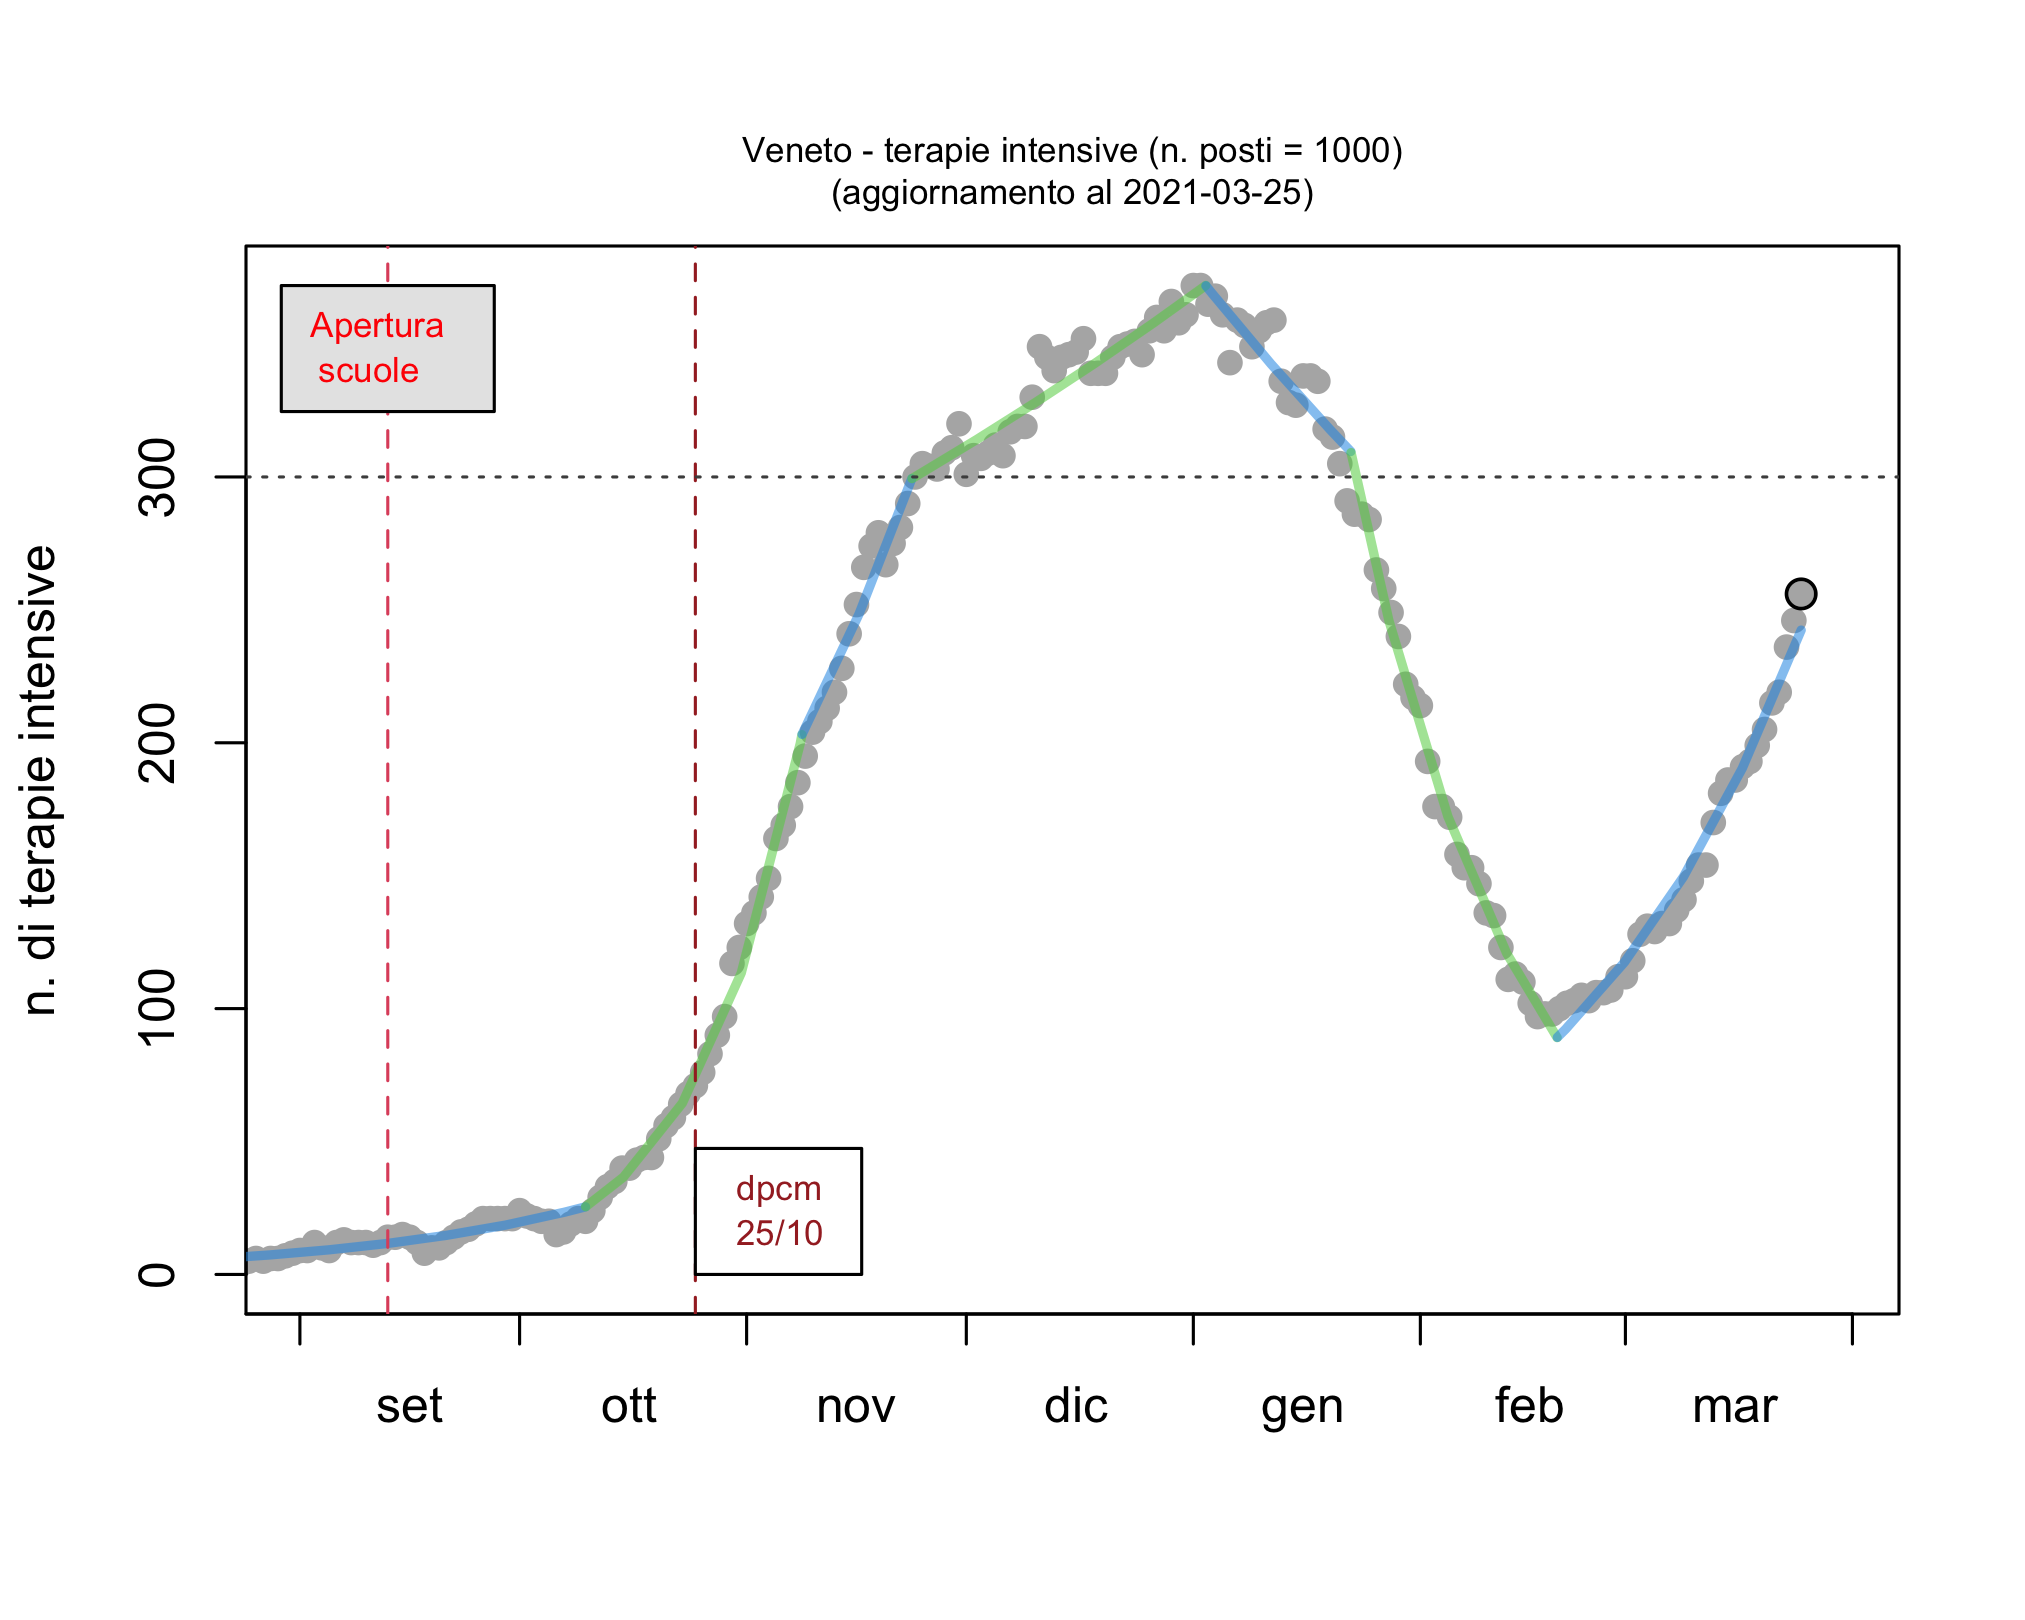 Veneto - terapie intensive (n. posti = 1000)
(aggiornamento al 2021-03-25)
Apertura
scuole
n. di terapie intensive
300
200
100
0
dpcm
25/10
set ott nov dic gen feb mar